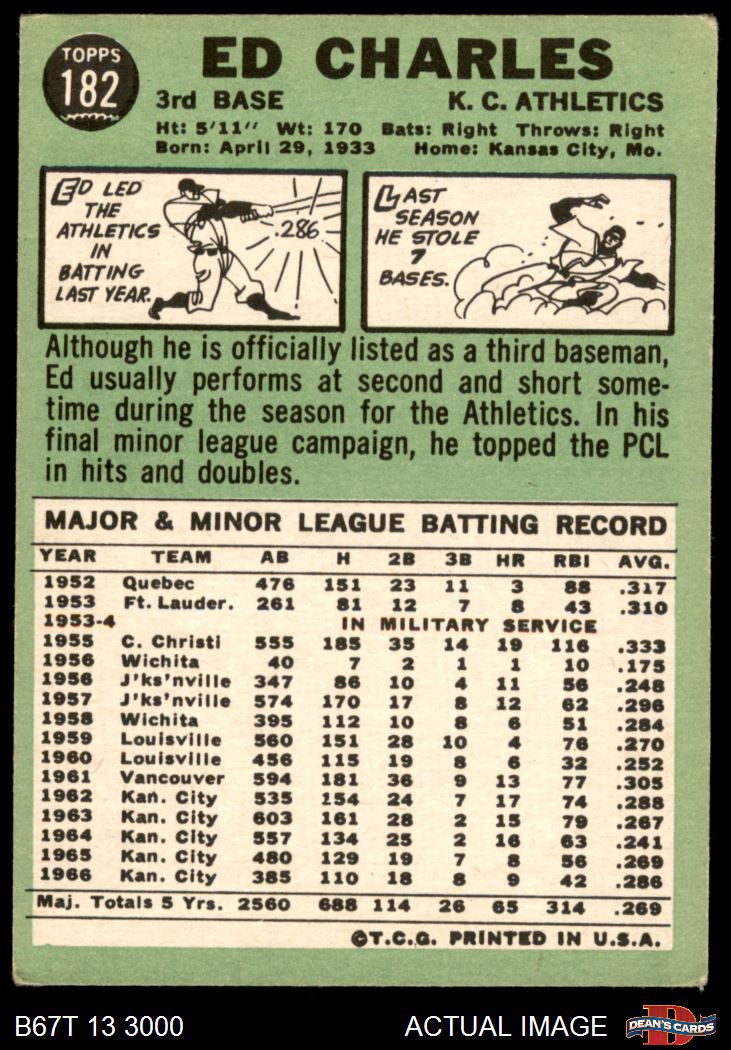 TOPPS
182
ED CHARLES
3rd BASE K. C. ATHLETICS
Ht: 5'11" Wt: 170 Bats: Right Throws: Right
Born: April 29, 1933 Home: Kansas City, Mo.
ED LED
THE
ATHLETICS
IN
BATTING
LAST YEAR.
.286
LAST
SEASON
HE STOLE
7
BASES.
Although he is officially listed as a third baseman,
Ed usually performs at second and short some-
time during the season for the Athletics. In his
final minor league campaign, he topped the PCL
in hits and doubles.
MAJOR & MINOR LEAGUE BATTING RECORD
YEAR TEAM AB H 2B 3B HR RBI AVG.
1952 Quebec 476 151 23 11 3 88 .317
1953 Ft. Lauder. 261 81 12 7 8 43 .310
1953-4 IN MILITARY SERVICE
1955 C. Christi 555 185 35 14 19 116 .333
1956 Wichita 40 7 2 1 1 10 .175
1956 J'ks'nville 347 86 10 4 11 56 .248
1957 J'ks'nville 574 170 17 8 12 62 .296
1958 Wichita 395 112 10 8 6 51 .284
1959 Louisville 560 151 28 10 4 76 .270
1960 Louisville 456 115 19 8 6 32 .252
1961 Vancouver 594 181 36 9 13 77 .305
1962 Kan. City 535 154 24 7 17 74 .288
1963 Kan. City 603 161 28 2 15 79 .267
1964 Kan. City 557 134 25 2 16 63 .241
1965 Kan. City 480 129 19 7 8 56 .269
1966 Kan. City 385 110 18 8 9 42 .286
Maj. Totals 5 Yrs. 2560 688 114 26 65 314 .269
©T.C.G. PRINTED IN U.S.A.
B67T 13 3000 ACTUAL IMAGE
D
DEAN'S CARDS